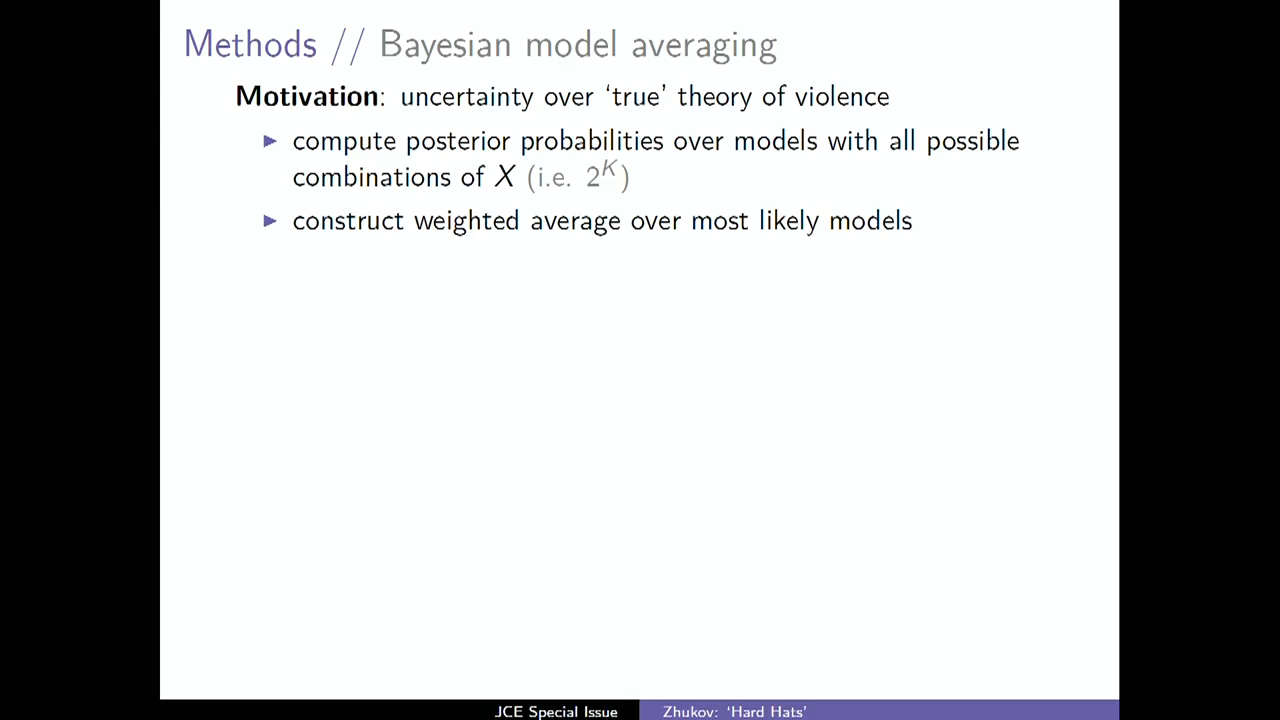 Methods // Bayesian model averaging
Motivation: uncertainty over ‘true’ theory of violence
▶ compute posterior probabilities over models with all possible
combinations of X (i.e. 2^K)
▶ construct weighted average over most likely models
JCE Special Issue
Zhukov: ‘Hard Hats’